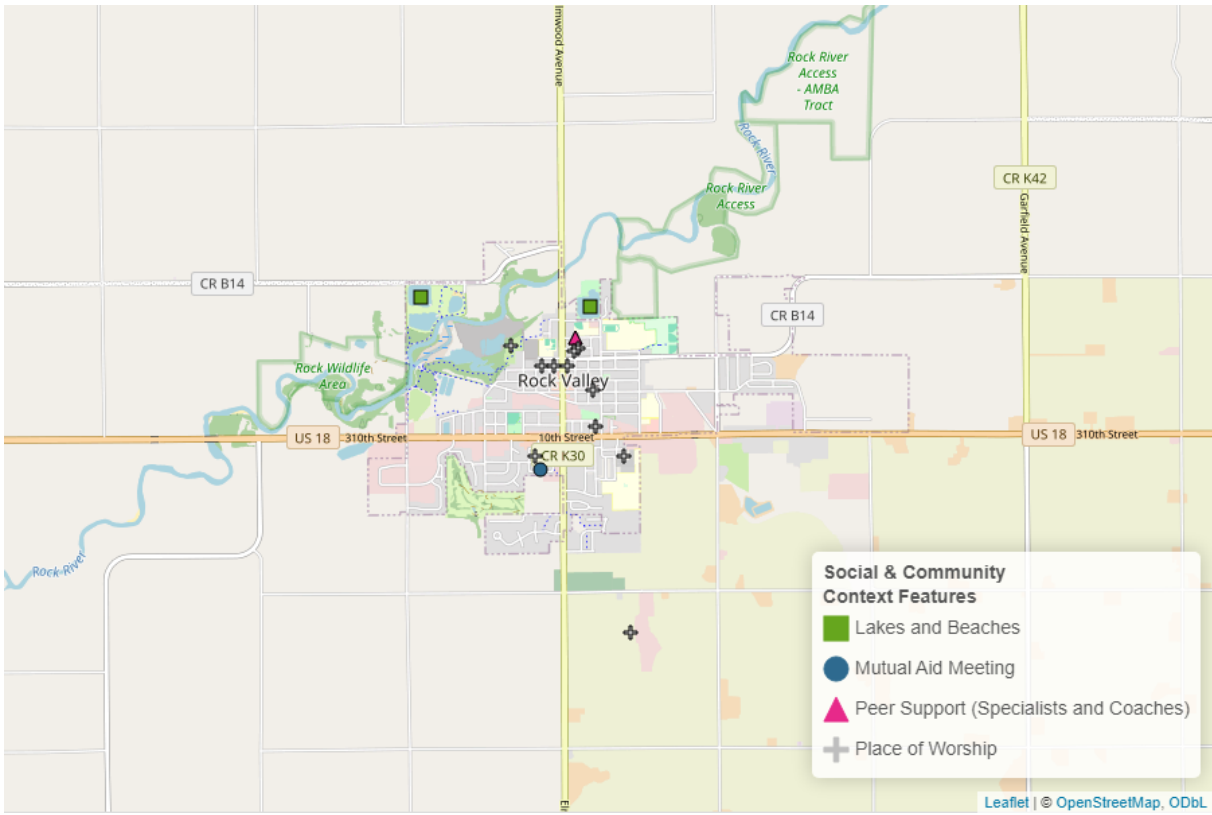 lmwood Avenue
Rock River
Access
- AMBA
Tract
Rock River
CR K42
Rock River
Access
Garfield Avenue
CR B14
CR B14
Rock Wildlife
Area
Rock Valley
US 18
310th Street
10th Street
US 18
310th Street
CR K30
Rock River
Social & Community
Context Features
Lakes and Beaches
Mutual Aid Meeting
Peer Support (Specialists and Coaches)
Place of Worship
El
Leaflet | © OpenStreetMap, ODbL